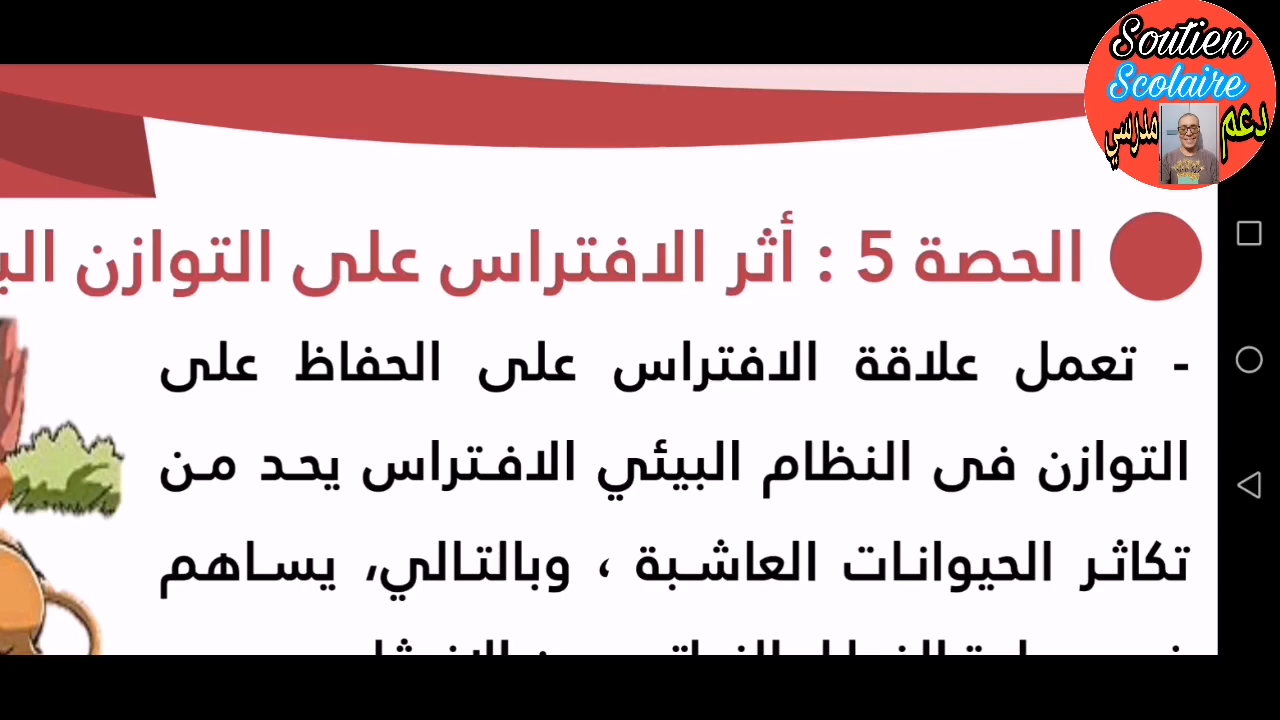 Soutien
Scolaire
دعم مدرسي
الحصة 5 : أثر الافتراس على التوازن
- تعمل علاقة الافتراس على الحفاظ على
التوازن فى النظام البيئي الافتراس يحد من
تكاثر الحيوانات العاشبة ، وبالتالي، يساهم